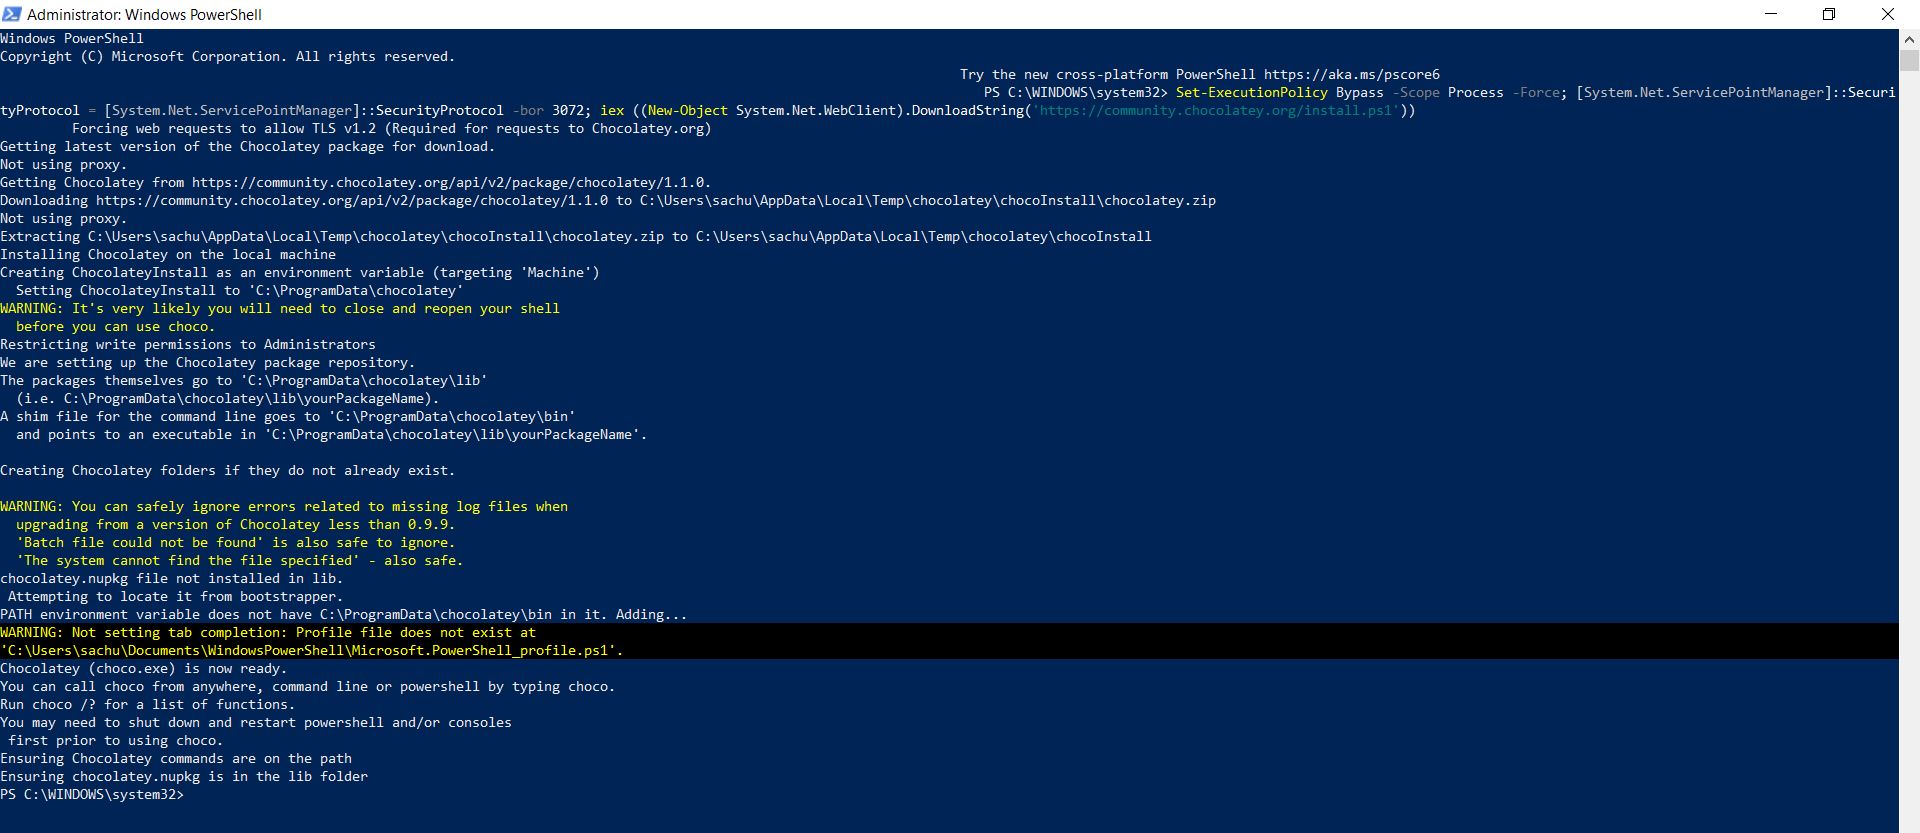 Administrator: Windows PowerShell
Windows PowerShell
Copyright (C) Microsoft Corporation. All rights reserved.
Try the new cross-platform PowerShell https://aka.ms/pscore6
PS C:\WINDOWS\system32> Set-ExecutionPolicy Bypass -Scope Process -Force; [System.Net.ServicePointManager]::Securi
tyProtocol = [System.Net.ServicePointManager]::SecurityProtocol -bor 3072; iex ((New-Object System.Net.WebClient).DownloadString('https://community.chocolatey.org/install.ps1'))
Forcing web requests to allow TLS v1.2 (Required for requests to Chocolatey.org)
Getting latest version of the Chocolatey package for download.
Not using proxy.
Getting Chocolatey from https://community.chocolatey.org/api/v2/package/chocolatey/1.1.0.
Downloading https://community.chocolatey.org/api/v2/package/chocolatey/1.1.0 to C:\Users\sachu\AppData\Local\Temp\chocolatey\chocoInstall\chocolatey.zip
Not using proxy.
Extracting C:\Users\sachu\AppData\Local\Temp\chocolatey\chocoInstall\chocolatey.zip to C:\Users\sachu\AppData\Local\Temp\chocolatey\chocoInstall
Installing Chocolatey on the local machine
Creating ChocolateyInstall as an environment variable (targeting 'Machine')
Setting ChocolateyInstall to 'C:\ProgramData\chocolatey'
WARNING: It's very likely you will need to close and reopen your shell
before you can use choco.
Restricting write permissions to Administrators
We are setting up the Chocolatey package repository.
The packages themselves go to 'C:\ProgramData\chocolatey\lib'
(i.e. C:\ProgramData\chocolatey\lib\yourPackageName).
A shim file for the command line goes to 'C:\ProgramData\chocolatey\bin'
and points to an executable in 'C:\ProgramData\chocolatey\lib\yourPackageName'.
Creating Chocolatey folders if they do not already exist.
WARNING: You can safely ignore errors related to missing log files when
upgrading from a version of Chocolatey less than 0.9.9.
'Batch file could not be found' is also safe to ignore.
'The system cannot find the file specified' - also safe.
chocolatey.nupkg file not installed in lib.
Attempting to locate it from bootstrapper.
PATH environment variable does not have C:\ProgramData\chocolatey\bin in it. Adding...
WARNING: Not setting tab completion: Profile file does not exist at
'C:\Users\sachu\Documents\WindowsPowerShell\Microsoft.PowerShell_profile.ps1'.
Chocolatey (choco.exe) is now ready.
You can call choco from anywhere, command line or powershell by typing choco.
Run choco /? for a list of functions.
You may need to shut down and restart powershell and/or consoles
first prior to using choco.
Ensuring Chocolatey commands are on the path
Ensuring chocolatey.nupkg is in the lib folder
PS C:\WINDOWS\system32>